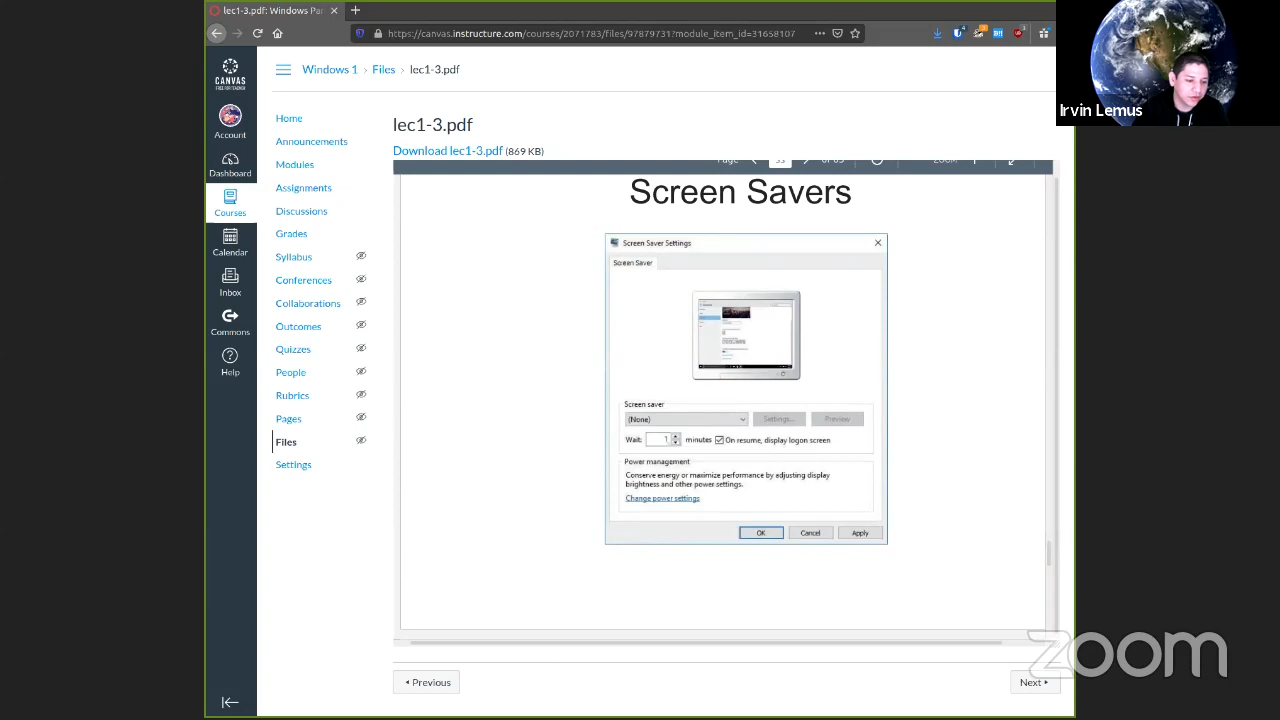 lec1-3.pdf: Windows Par
https://canvas.instructure.com/courses/2071783/files/97879731?module_item_id=31658107
Irvin Lemus
CANVAS
FREE FOR TEACHER
Account
Dashboard
Courses
Calendar
Inbox
Commons
Help
Windows 1 › Files › lec1-3.pdf
Home
Announcements
Modules
Assignments
Discussions
Grades
Syllabus
Conferences
Collaborations
Outcomes
Quizzes
People
Rubrics
Pages
Files
Settings
lec1-3.pdf
Download lec1-3.pdf (869 KB)
Screen Savers
Screen Saver Settings
Screen Saver
Screen saver
(None)
Settings...
Preview
Wait: 1 minutes On resume, display logon screen
Power management
Conserve energy or maximize performance by adjusting display
brightness and other power settings.
Change power settings
OK
Cancel
Apply
Previous
Next
zoom